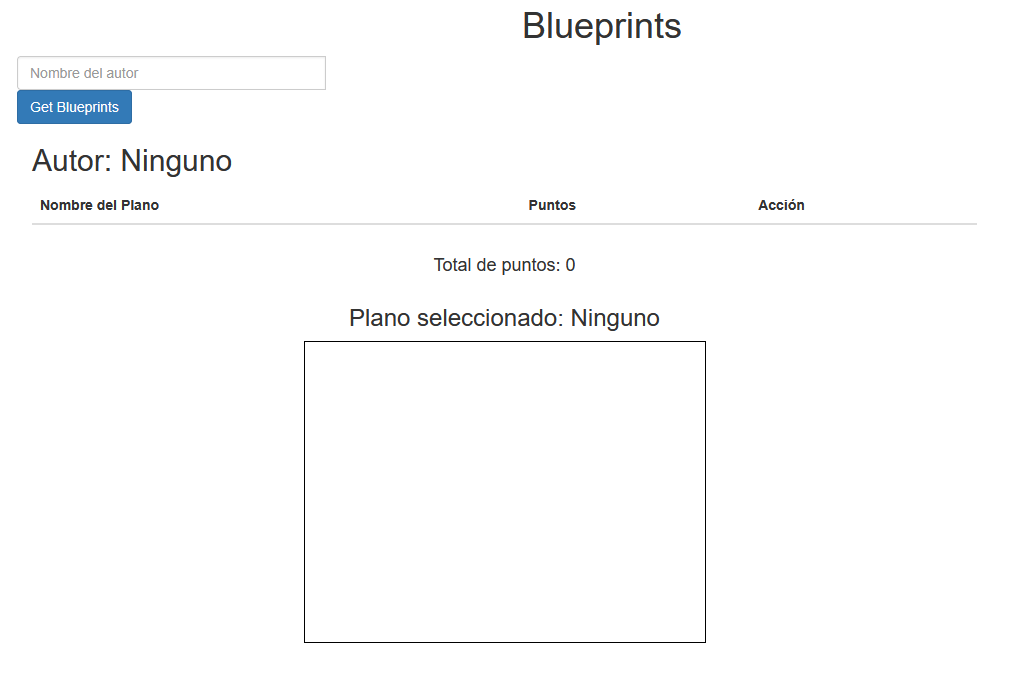 Blueprints
Nombre del autor
Get Blueprints
Autor: Ninguno
Nombre del Plano Puntos Acción
Total de puntos: 0
Plano seleccionado: Ninguno